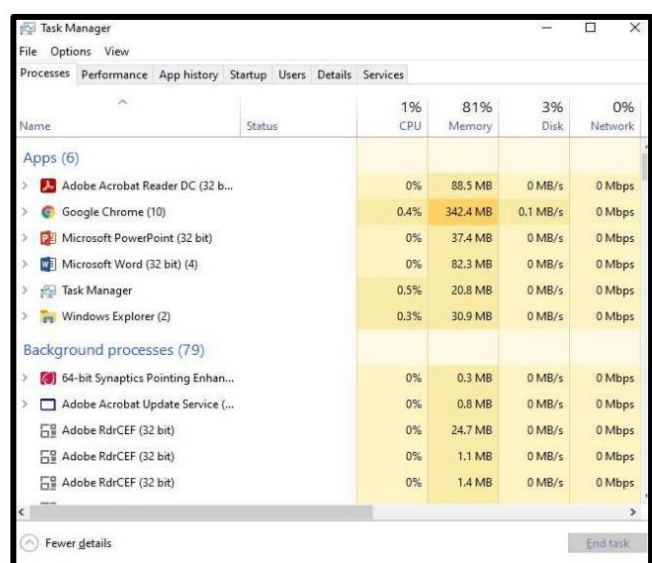 Task Manager
File Options View
Processes Performance App history Startup Users Details Services
1% 81% 3% 0%
Name Status CPU Memory Disk Network
Apps (6)
Adobe Acrobat Reader DC (32 b... 0% 88.5 MB 0 MB/s 0 Mbps
Google Chrome (10) 0.4% 342.4 MB 0.1 MB/s 0 Mbps
Microsoft PowerPoint (32 bit) 0% 37.4 MB 0 MB/s 0 Mbps
Microsoft Word (32 bit) (4) 0% 82.3 MB 0 MB/s 0 Mbps
Task Manager 0.5% 20.8 MB 0 MB/s 0 Mbps
Windows Explorer (2) 0.3% 30.9 MB 0 MB/s 0 Mbps
Background processes (79)
64-bit Synaptics Pointing Enhan... 0% 0.3 MB 0 MB/s 0 Mbps
Adobe Acrobat Update Service (... 0% 0.8 MB 0 MB/s 0 Mbps
Adobe RdrCEF (32 bit) 0% 24.7 MB 0 MB/s 0 Mbps
Adobe RdrCEF (32 bit) 0% 1.1 MB 0 MB/s 0 Mbps
Adobe RdrCEF (32 bit) 0% 1.4 MB 0 MB/s 0 Mbps
Fewer details End task